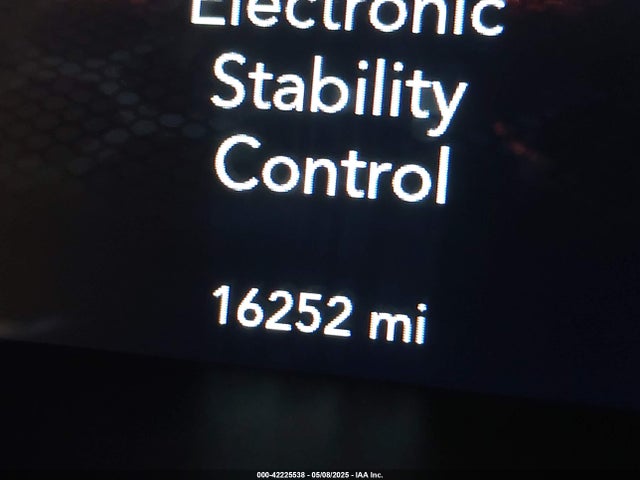 Electronic
Stability
Control
16252 mi
000-42225538 - 05/08/2025 - IAA Inc.